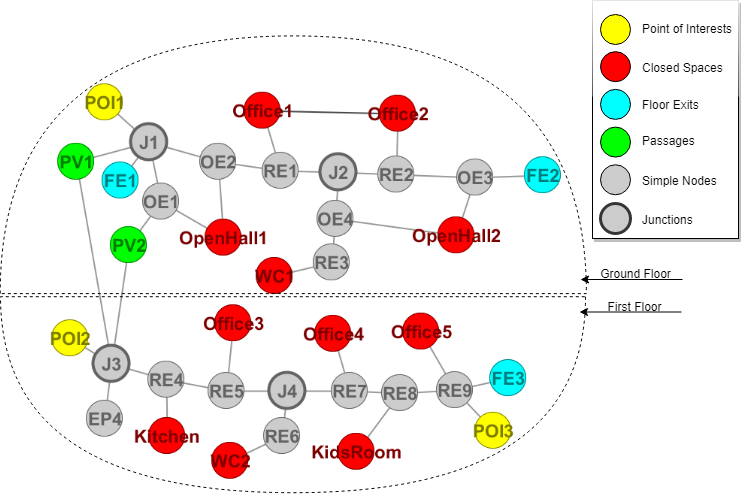 Point of Interests
Closed Spaces
Floor Exits
Passages
Simple Nodes
Junctions
POI1
Office1
Office2
J1
PV1
OE2
FE1
RE1
J2
RE2
OE3
FE2
OE1
OE4
PV2
OpenHall1
OpenHall2
RE3
WC1
Ground Floor
First Floor
Office3
Office4
Office5
POI2
J3
RE4
RE5
J4
RE7
RE8
RE9
FE3
EP4
Kitchen
RE6
POI3
WC2
KidsRoom